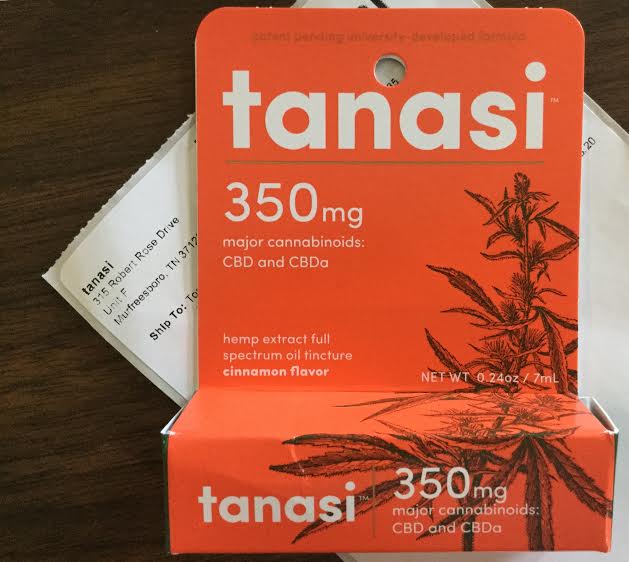 patent pending university-developed formula
tanasi™
350mg
major cannabinoids:
CBD and CBDa
hemp extract full
spectrum oil tincture
cinnamon flavor
NET WT 0.24oz / 7mL
tanasi™
350mg
major cannabinoids:
CBD and CBDa
tanasi
315 Robert Rose Drive
Unit F
Murfreesboro, TN 3712
Ship To: